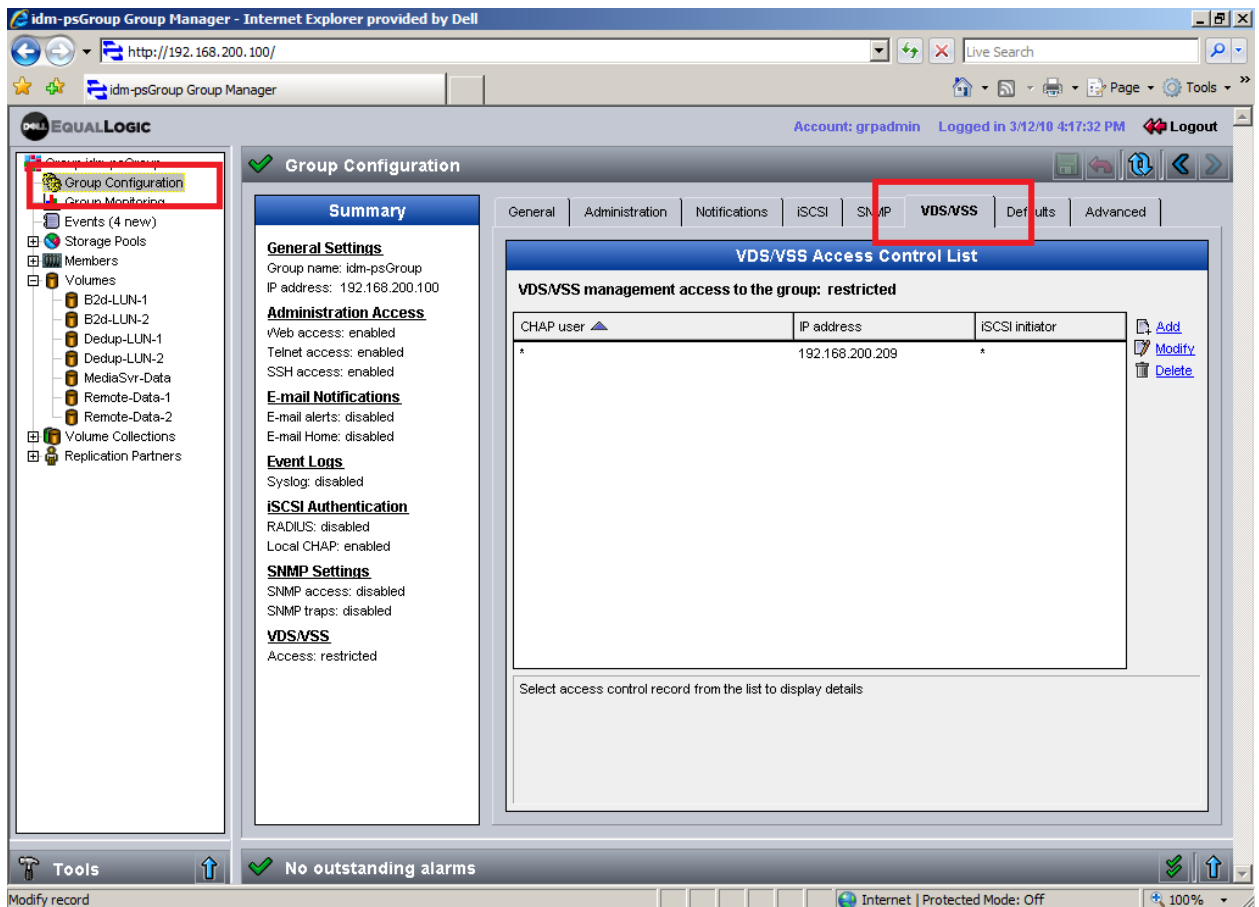 idm-psGroup Group Manager - Internet Explorer provided by Dell
http://192.168.200.100/
Live Search
idm-psGroup Group Manager
Page
Tools
»
DELL EQUALLOGIC
Account: grpadmin Logged in 3/12/10 4:17:32 PM Logout
Group idm-psGroup
Group Configuration
Group Monitoring
Events (4 new)
Storage Pools
Members
Volumes
B2d-LUN-1
B2d-LUN-2
Dedup-LUN-1
Dedup-LUN-2
MediaSvr-Data
Remote-Data-1
Remote-Data-2
Volume Collections
Replication Partners
Group Configuration
Summary
General Settings
Group name: idm-psGroup
IP address: 192.168.200.100
Administration Access
Web access: enabled
Telnet access: enabled
SSH access: enabled
E-mail Notifications
E-mail alerts: disabled
E-mail Home: disabled
Event Logs
Syslog: disabled
iSCSI Authentication
RADIUS: disabled
Local CHAP: enabled
SNMP Settings
SNMP access: disabled
SNMP traps: disabled
VDS/VSS
Access: restricted
General Administration Notifications iSCSI SNMP VDS/VSS Defaults Advanced
VDS/VSS Access Control List
VDS/VSS management access to the group: restricted
CHAP user IP address iSCSI initiator
* 192.168.200.209 *
Add
Modify
Delete
Select access control record from the list to display details
Tools
No outstanding alarms
Modify record
Internet | Protected Mode: Off
100%